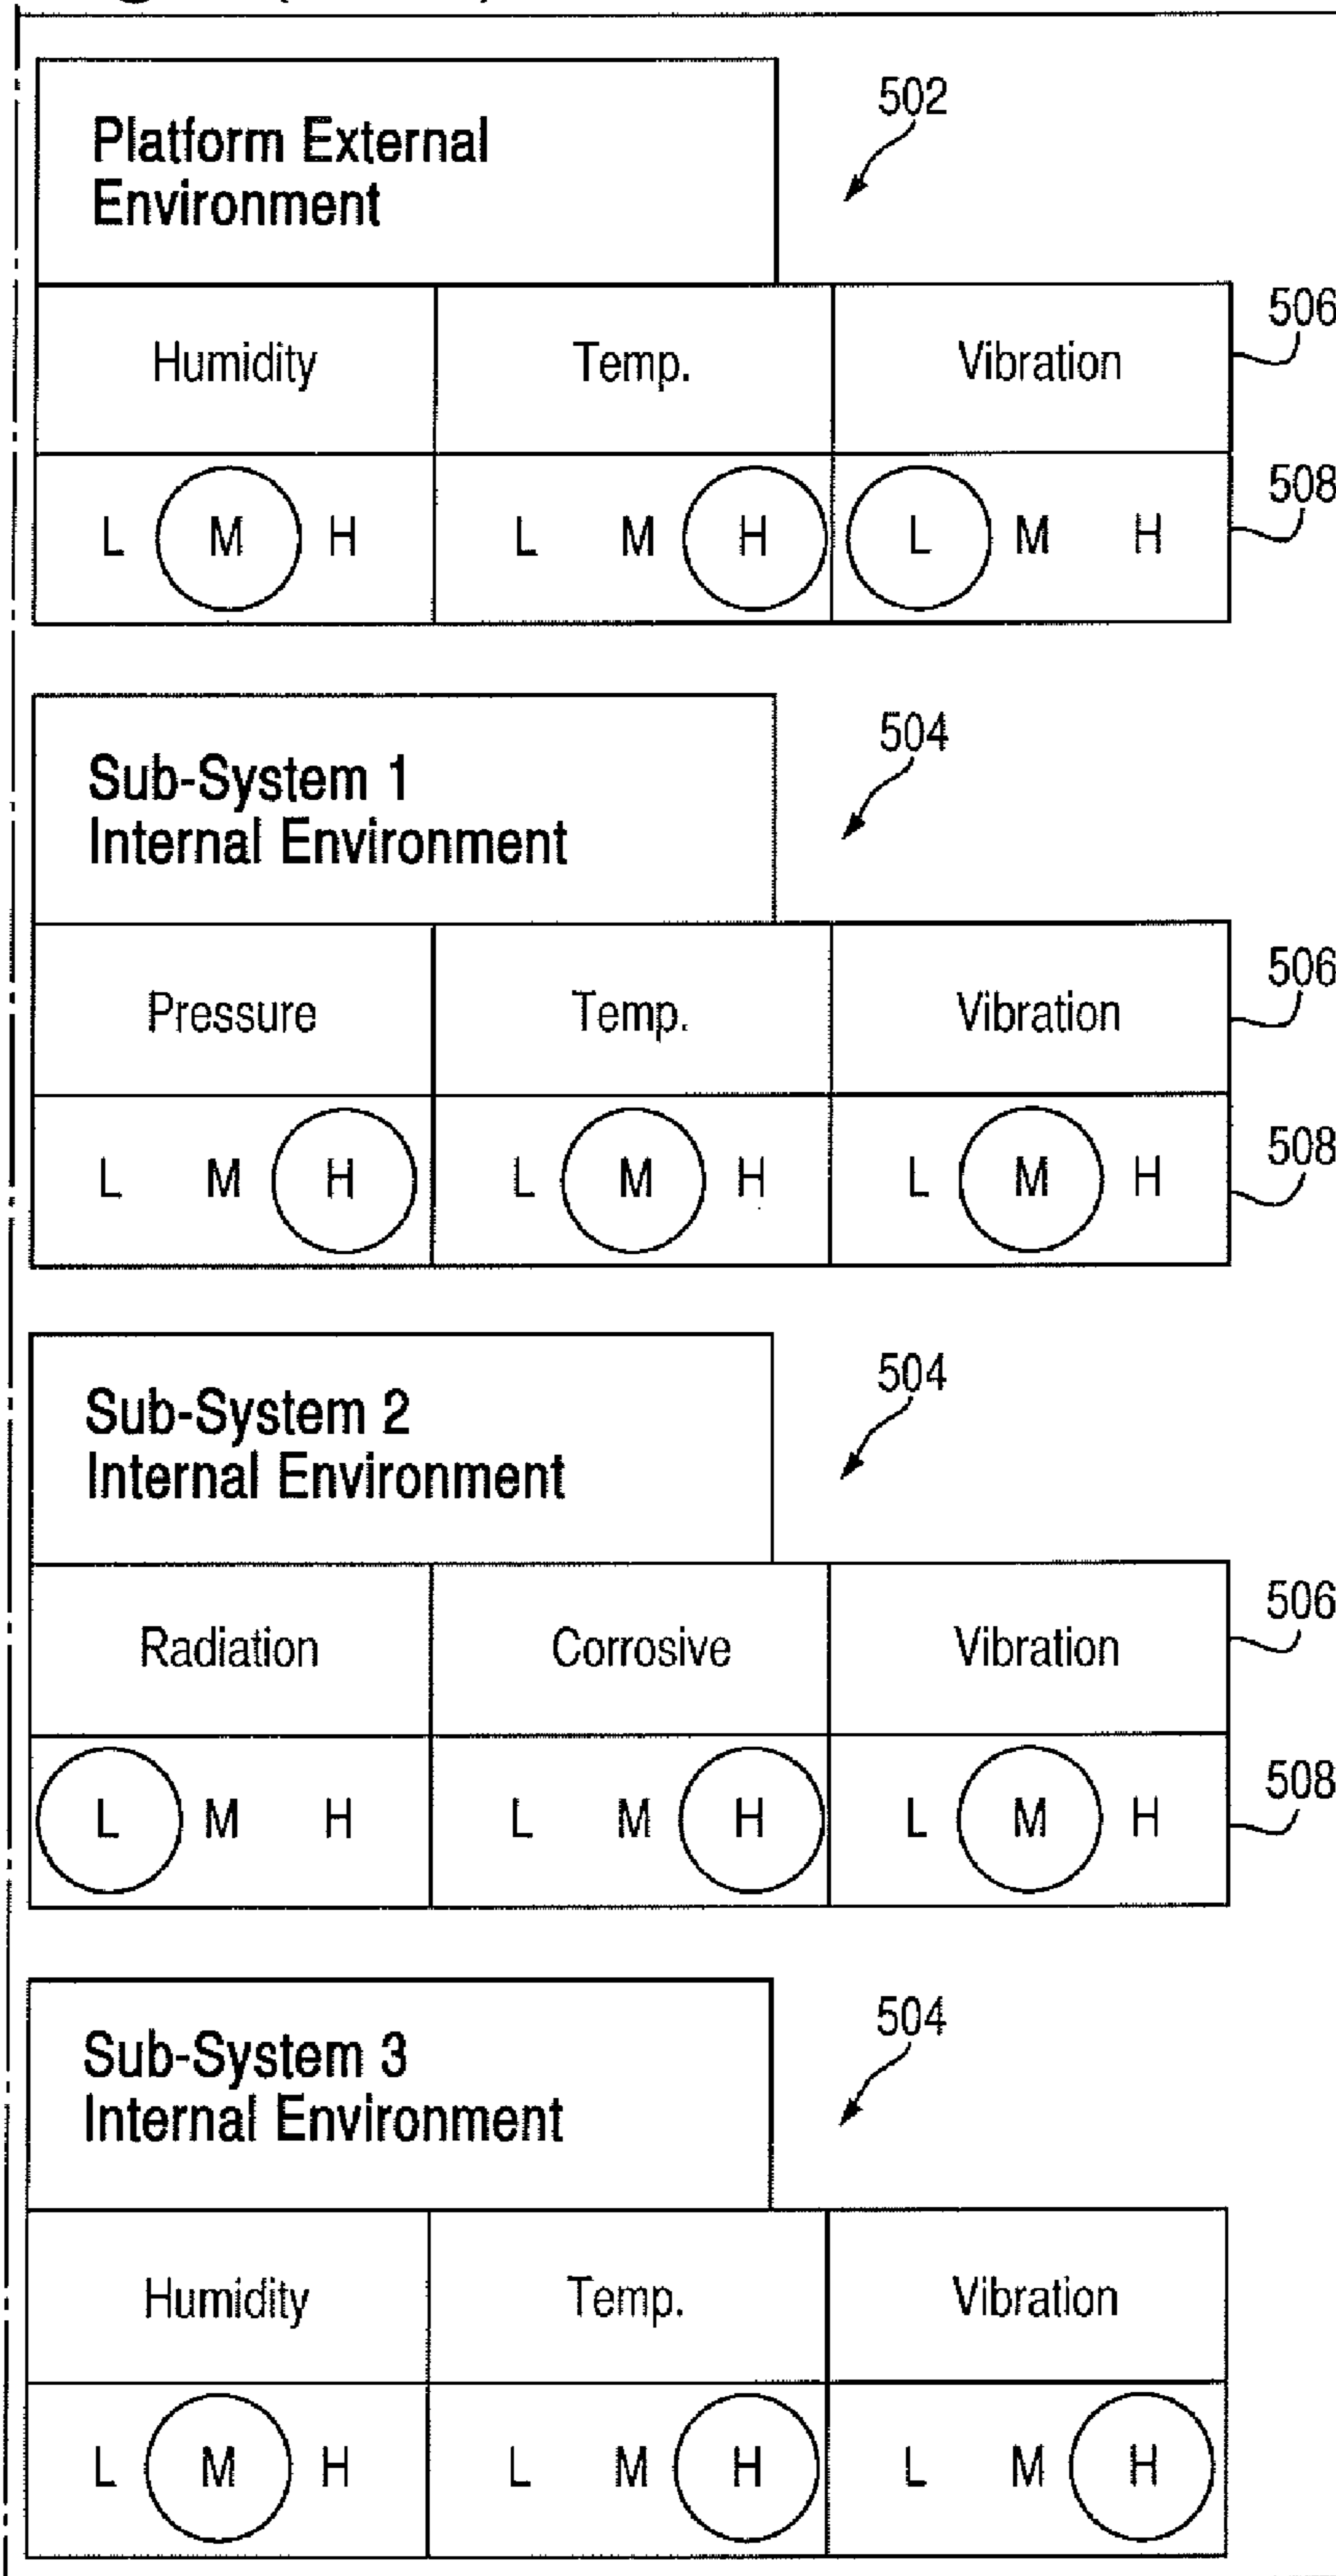 502
Platform External
Environment
506
Humidity Temp. Vibration
508
L M H L M H L M H
504
Sub-System 1
Internal Environment
506
Pressure Temp. Vibration
508
L M H L M H L M H
504
Sub-System 2
Internal Environment
506
Radiation Corrosive Vibration
508
L M H L M H L M H
504
Sub-System 3
Internal Environment
Humidity Temp. Vibration
L M H L M H L M H